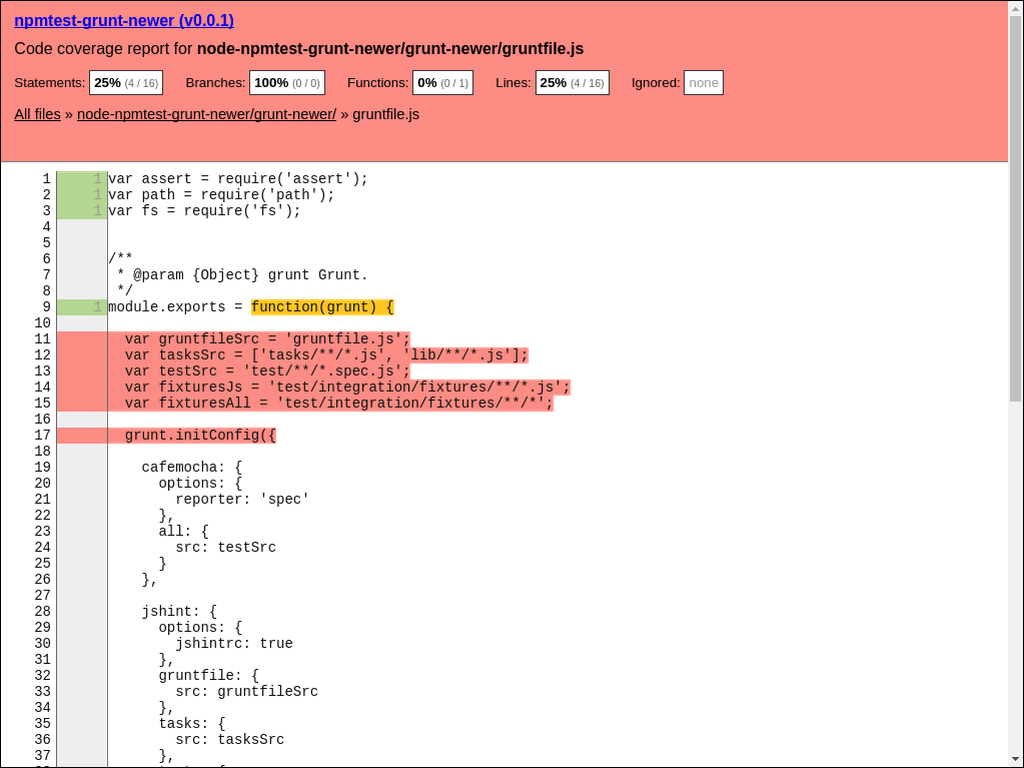 npmtest-grunt-newer (v0.0.1)
Code coverage report for node-npmtest-grunt-newer/grunt-newer/gruntfile.js
Statements: 25% (4 / 16) Branches: 100% (0 / 0) Functions: 0% (0 / 1) Lines: 25% (4 / 16) Ignored: none
All files » node-npmtest-grunt-newer/grunt-newer/ » gruntfile.js
1 1 var assert = require('assert');
2 1 var path = require('path');
3 1 var fs = require('fs');
4
5
6 /**
7 * @param {Object} grunt Grunt.
8 */
9 1 module.exports = function(grunt) {
10
11 var gruntfileSrc = 'gruntfile.js';
12 var tasksSrc = ['tasks/**/*.js', 'lib/**/*.js'];
13 var testSrc = 'test/**/*.spec.js';
14 var fixturesJs = 'test/integration/fixtures/**/*.js';
15 var fixturesAll = 'test/integration/fixtures/**/*';
16
17 grunt.initConfig({
18
19 cafemocha: {
20 options: {
21 reporter: 'spec'
22 },
23 all: {
24 src: testSrc
25 }
26 },
27
28 jshint: {
29 options: {
30 jshintrc: true
31 },
32 gruntfile: {
33 src: gruntfileSrc
34 },
35 tasks: {
36 src: tasksSrc
37 },